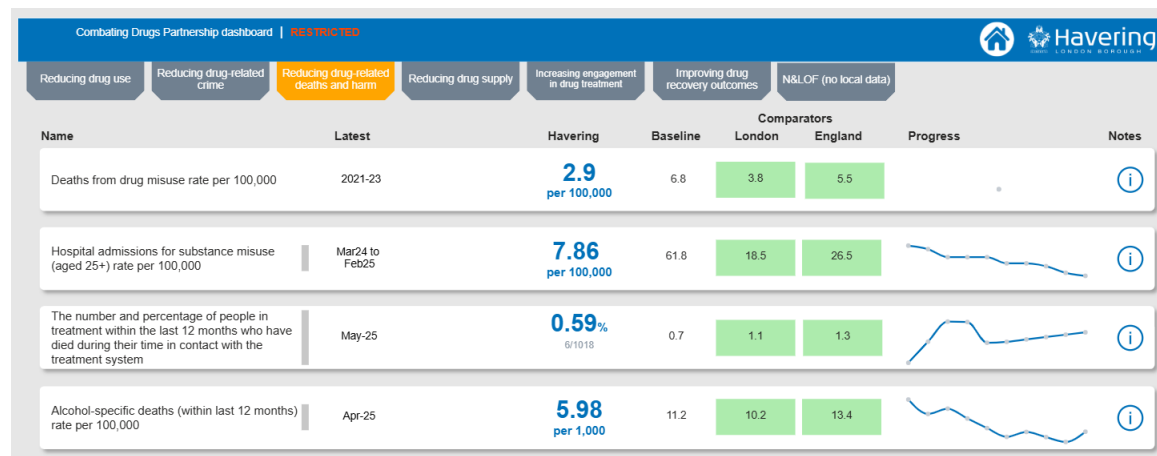 Combating Drugs Partnership dashboard | RESTRICTED
Havering
LONDON BOROUGH
Reducing drug use
Reducing drug-related
crime
Reducing drug-related
deaths and harm
Reducing drug supply
Increasing engagement
in drug treatment
Improving drug
recovery outcomes
N&LOF (no local data)
Comparators
Name Latest Havering Baseline London England Progress Notes
Deaths from drug misuse rate per 100,000 2021-23 2.9 6.8 3.8 5.5 i
per 100,000
Hospital admissions for substance misuse
(aged 25+) rate per 100,000
Mar24 to
Feb25
7.86
per 100,000
61.8 18.5 26.5 i
The number and percentage of people in
treatment within the last 12 months who have
died during their time in contact with the
treatment system
May-25
0.59%
6/1018
0.7 1.1 1.3 i
Alcohol-specific deaths (within last 12 months)
rate per 100,000
Apr-25
5.98
per 1,000
11.2 10.2 13.4 i